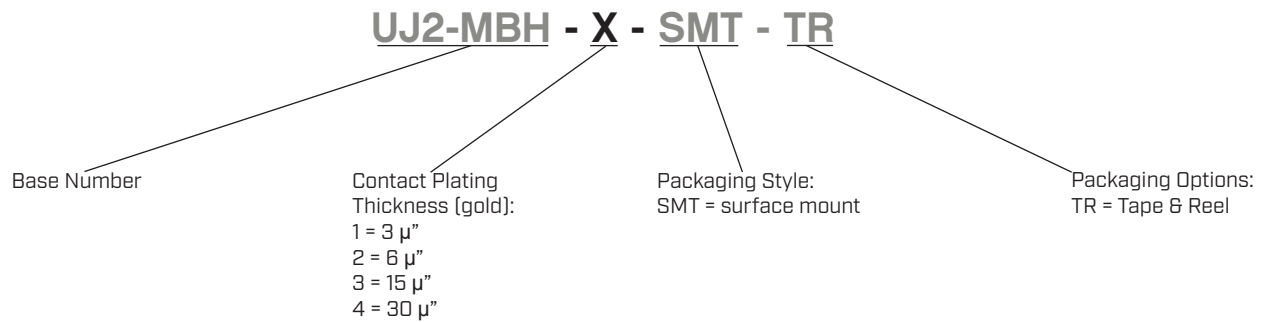 UJ2-MBH - X - SMT - TR
Base Number
Contact Plating
Thickness (gold):
1 = 3 µ”
2 = 6 µ”
3 = 15 µ”
4 = 30 µ”
Packaging Style:
SMT = surface mount
Packaging Options:
TR = Tape & Reel